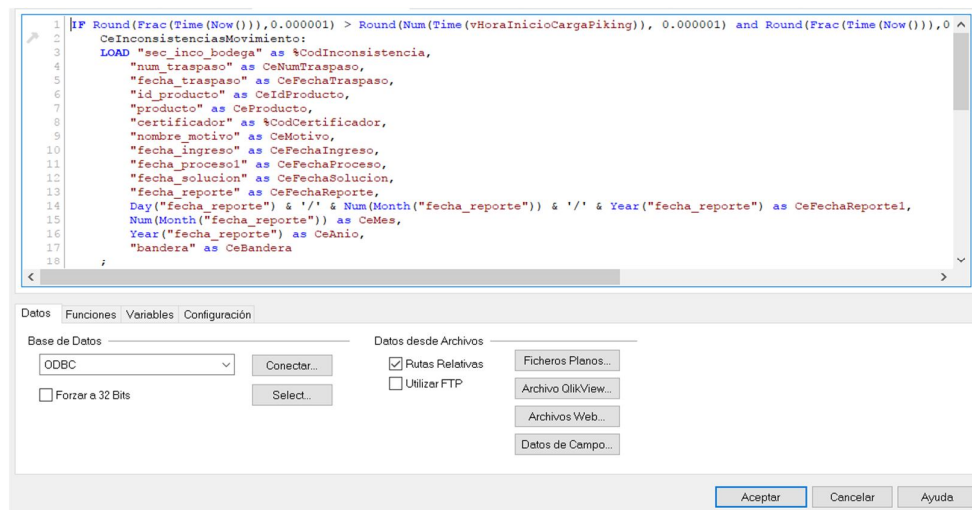 1 IF Round(Frac(Time(Now())),0.000001) > Round(Num(Time(vHoraInicioCargaPiking)), 0.000001) and Round(Frac(Time(Now())),0
2 CeInconsistenciasMovimiento:
3 LOAD "sec_inco_bodega" as %CodInconsistencia,
4 "num_traspaso" as CeNumTraspaso,
5 "fecha_traspaso" as CeFechaTraspaso,
6 "id_producto" as CeIdProducto,
7 "producto" as CeProducto,
8 "certificador" as %CodCertificador,
9 "nombre_motivo" as CeMotivo,
10 "fecha_ingreso" as CeFechaIngreso,
11 "fecha_proceso1" as CeFechaProceso,
12 "fecha_solucion" as CeFechaSolucion,
13 "fecha_reporte" as CeFechaReporte,
14 Day("fecha_reporte") & '/' & Num(Month("fecha_reporte")) & '/' & Year("fecha_reporte") as CeFechaReporte1,
15 Num(Month("fecha_reporte")) as CeMes,
16 Year("fecha_reporte") as CeAnio,
17 "bandera" as CeBandera
18 ;
Datos Funciones Variables Configuración
Base de Datos
ODBC
Conectar...
Forzar a 32 Bits
Select...
Datos desde Archivos
Rutas Relativas
Utilizar FTP
Ficheros Planos...
Archivo QlikView...
Archivos Web...
Datos de Campo...
Aceptar Cancelar Ayuda